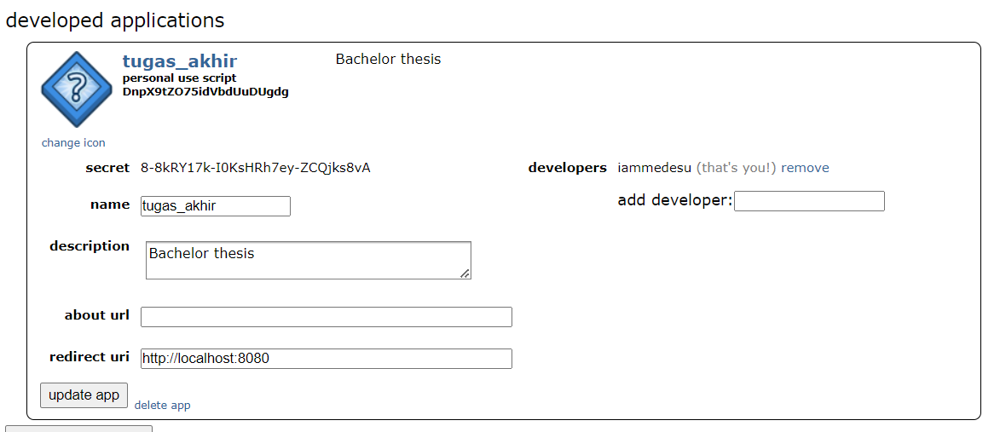 developed applications
tugas_akhir
Bachelor thesis
personal use script
DnpX9tZO75idVbdUuDUgdg
change icon
secret 8-8kRY17k-I0KsHRh7ey-ZCQjks8vA
developers iammedesu (that's you!) remove
name tugas_akhir
add developer:
description Bachelor thesis
about url
redirect uri http://localhost:8080
update app delete app